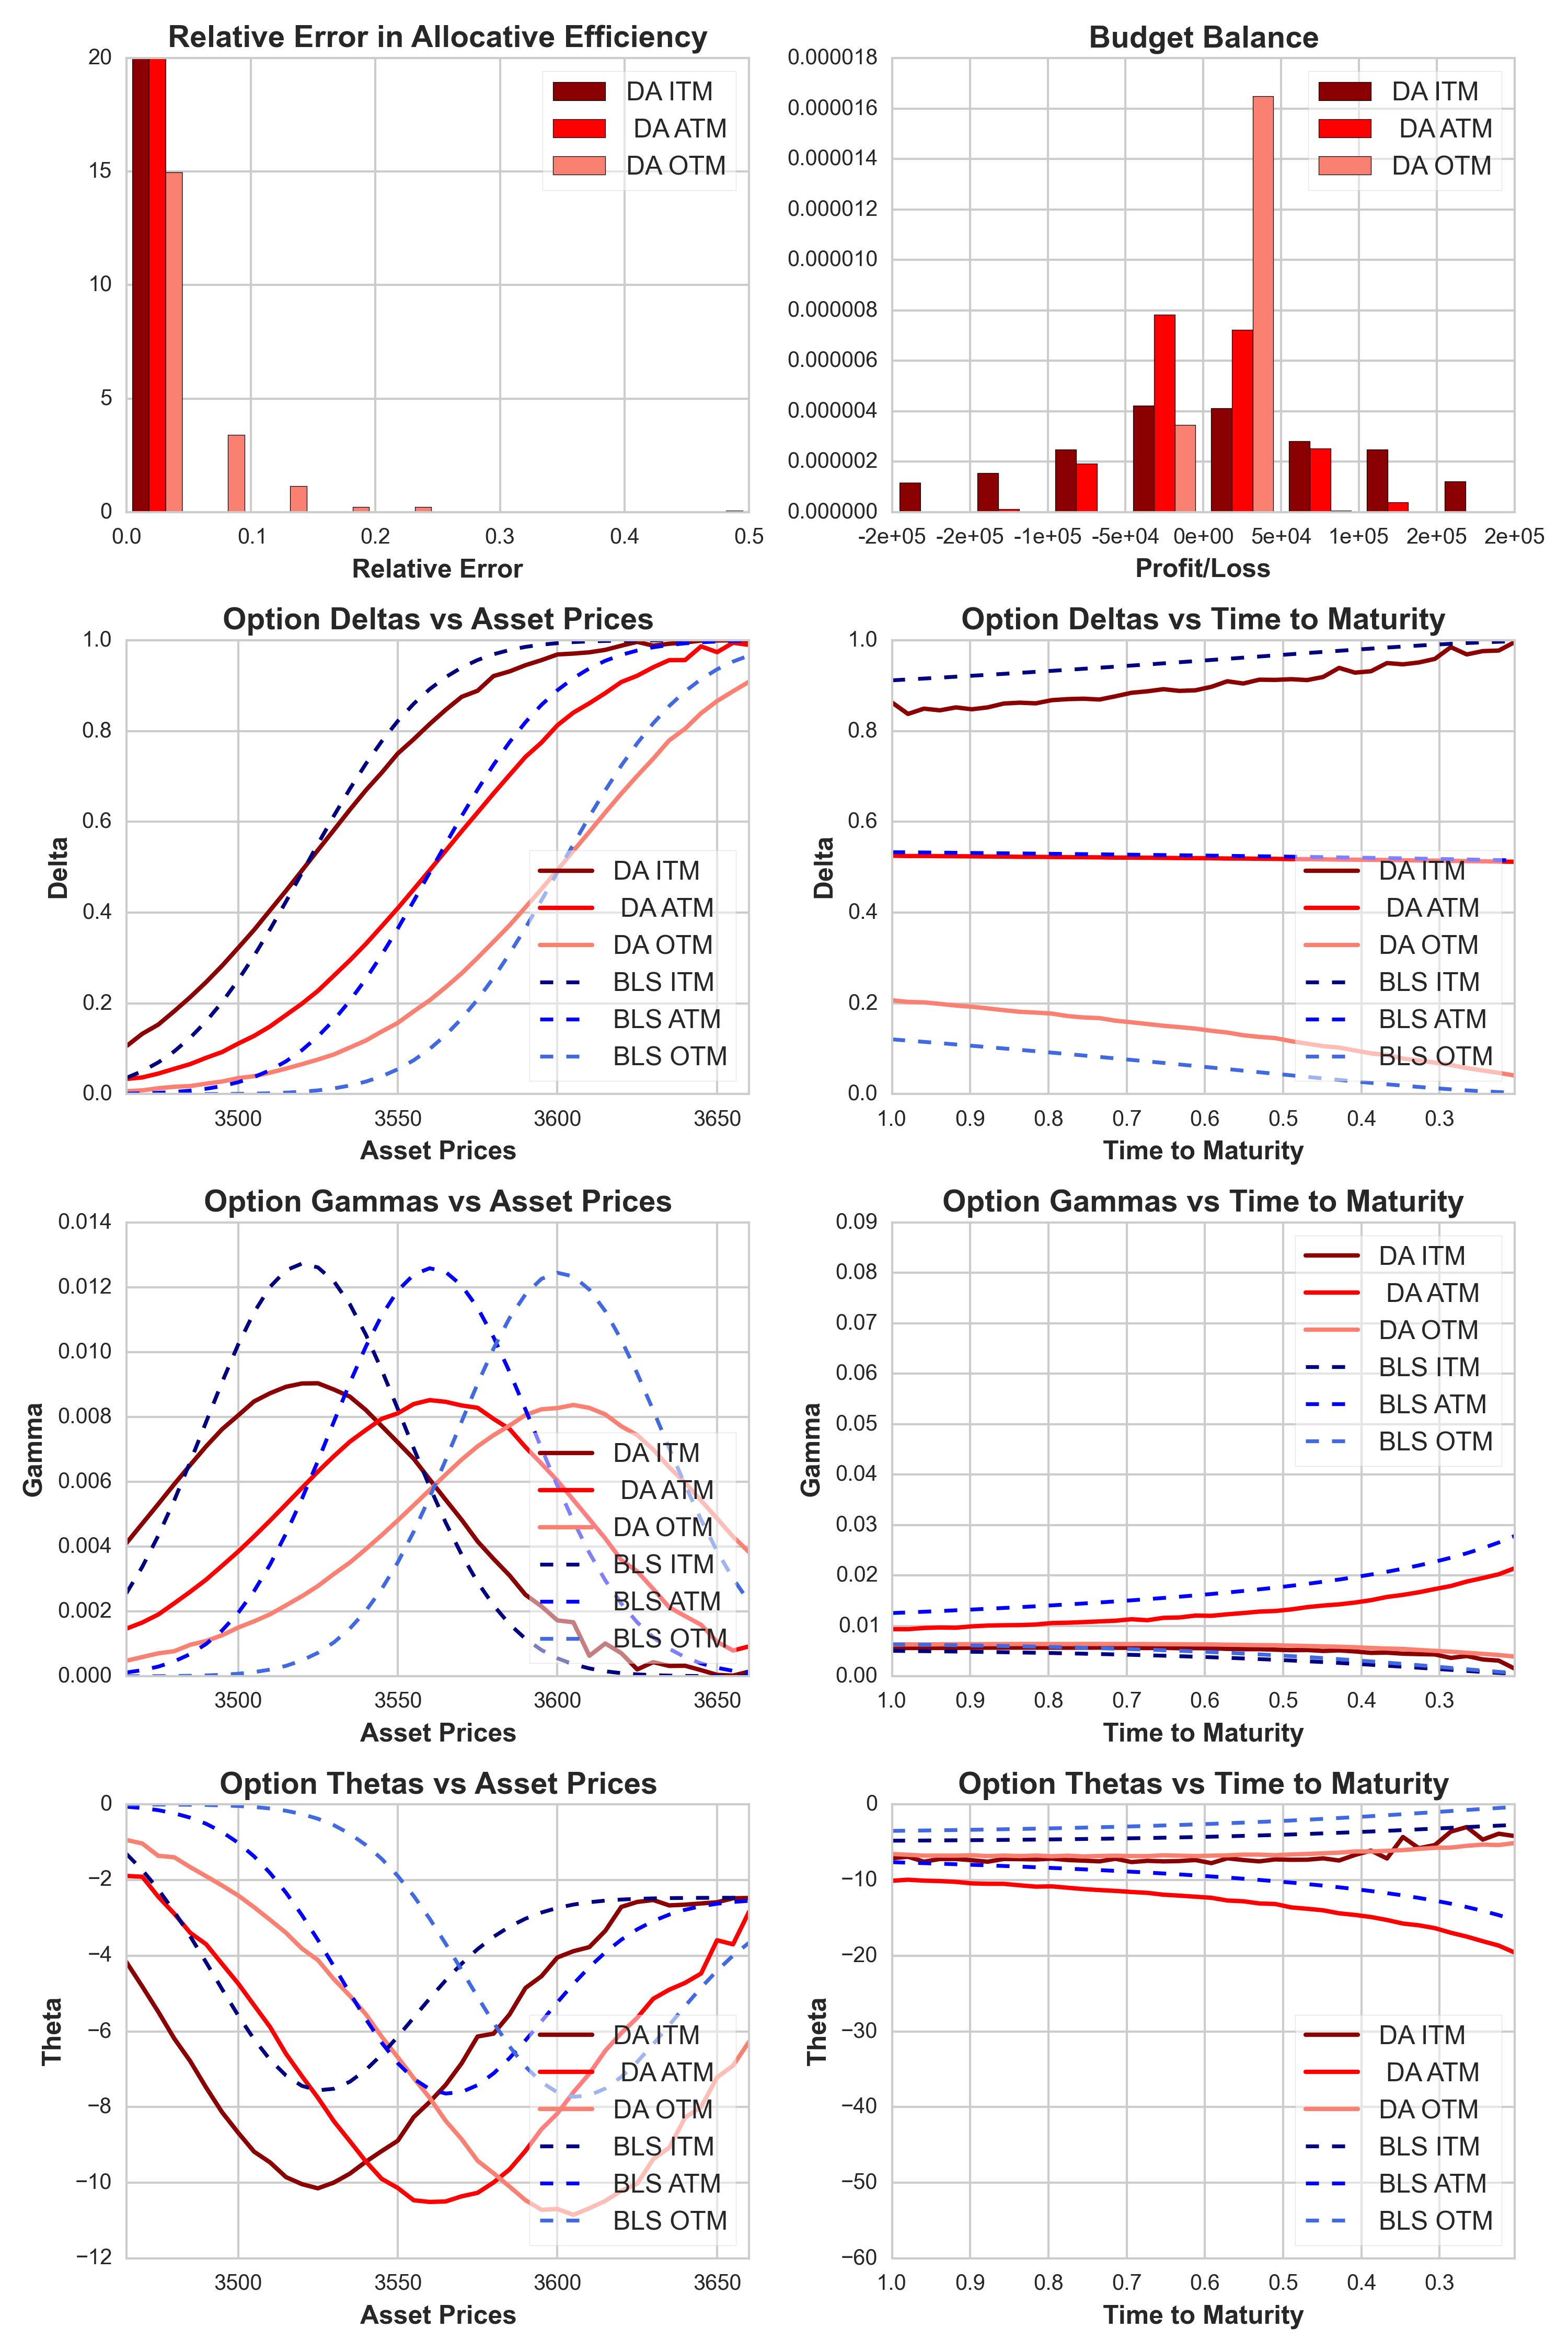 Relative Error in Allocative Efficiency
20
15
10
5
0
0.0 0.1 0.2 0.3 0.4 0.5
Relative Error
DA ITM
DA ATM
DA OTM
Budget Balance
0.000018
0.000016
0.000014
0.000012
0.000010
0.000008
0.000006
0.000004
0.000002
0.000000
-2e+05 -2e+05 -1e+05 -5e+04 0e+00 5e+04 1e+05 2e+05 2e+05
Profit/Loss
DA ITM
DA ATM
DA OTM
Option Deltas vs Asset Prices
1.0
0.8
0.6
0.4
0.2
0.0
Delta
3500 3550 3600 3650
Asset Prices
DA ITM
DA ATM
DA OTM
BLS ITM
BLS ATM
BLS OTM
Option Deltas vs Time to Maturity
1.0
0.8
0.6
0.4
0.2
0.0
Delta
1.0 0.9 0.8 0.7 0.6 0.5 0.4 0.3
Time to Maturity
DA ITM
DA ATM
DA OTM
BLS ITM
BLS ATM
BLS OTM
Option Gammas vs Asset Prices
0.014
0.012
0.010
0.008
0.006
0.004
0.002
0.000
Gamma
3500 3550 3600 3650
Asset Prices
DA ITM
DA ATM
DA OTM
BLS ITM
BLS ATM
BLS OTM
Option Gammas vs Time to Maturity
0.09
0.08
0.07
0.06
0.05
0.04
0.03
0.02
0.01
0.00
Gamma
1.0 0.9 0.8 0.7 0.6 0.5 0.4 0.3
Time to Maturity
DA ITM
DA ATM
DA OTM
BLS ITM
BLS ATM
BLS OTM
Option Thetas vs Asset Prices
0
−2
−4
−6
−8
−10
−12
Theta
3500 3550 3600 3650
Asset Prices
DA ITM
DA ATM
DA OTM
BLS ITM
BLS ATM
BLS OTM
Option Thetas vs Time to Maturity
0
−10
−20
−30
−40
−50
−60
Theta
1.0 0.9 0.8 0.7 0.6 0.5 0.4 0.3
Time to Maturity
DA ITM
DA ATM
DA OTM
BLS ITM
BLS ATM
BLS OTM